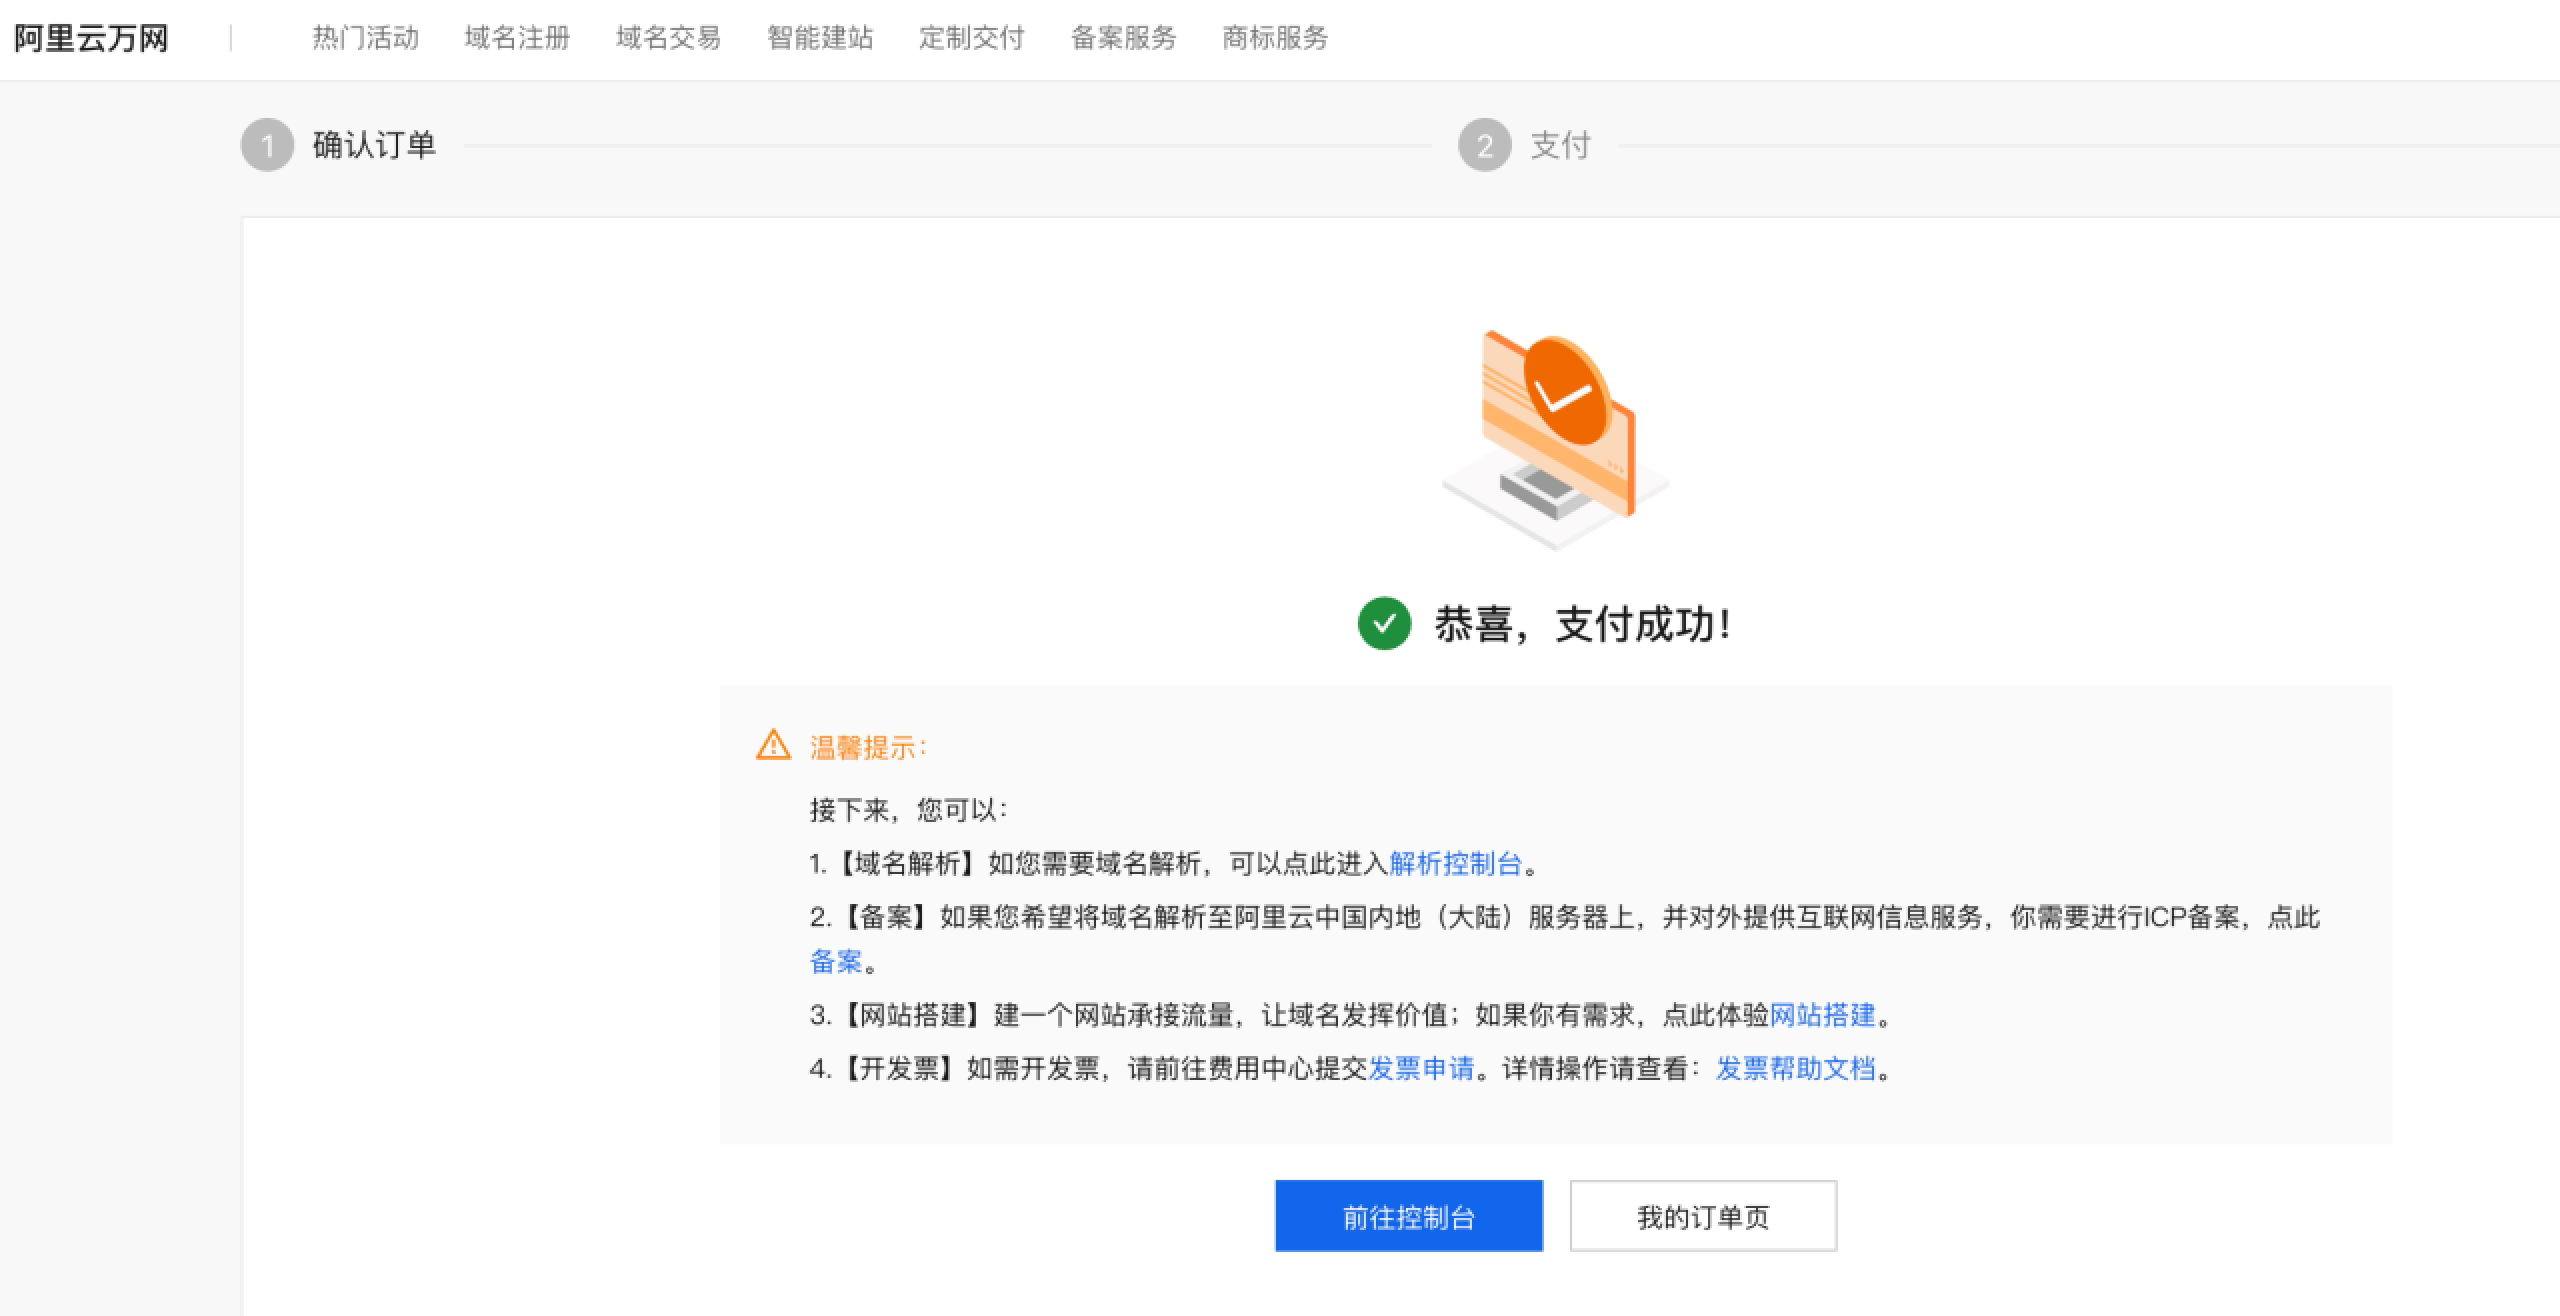 阿里云万网 热门活动 域名注册 域名交易 智能建站 定制交付 备案服务 商标服务
1 确认订单 2 支付
恭喜，支付成功！
温馨提示：
接下来，您可以：
1.【域名解析】如您需要域名解析，可以点此进入解析控制台。
2.【备案】如果您希望将域名解析至阿里云中国内地（大陆）服务器上，并对外提供互联网信息服务，你需要进行ICP备案，点此
备案。
3.【网站搭建】建一个网站承接流量，让域名发挥价值；如果你有需求，点此体验网站搭建。
4.【开发票】如需开发票，请前往费用中心提交发票申请。详情操作请查看：发票帮助文档。
前往控制台 我的订单页